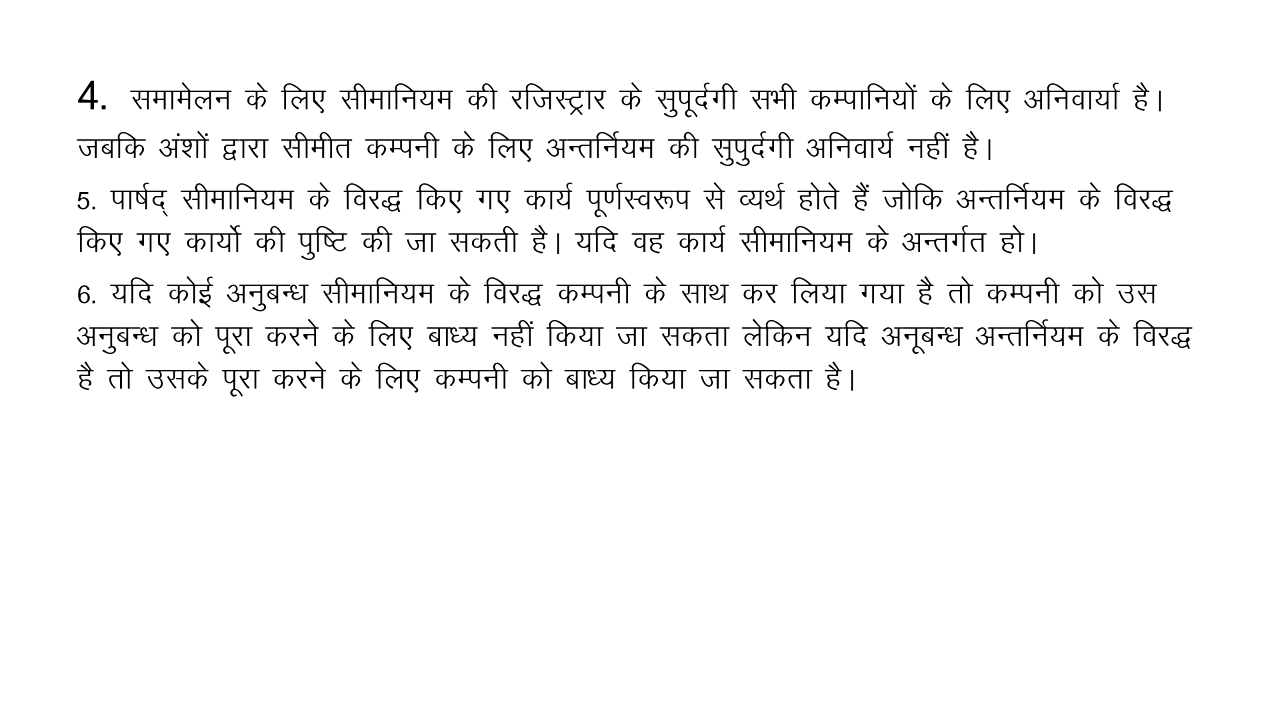 4. समामेलन के लिए सीमानियम की रजिस्ट्रार के सुपूर्दगी सभी कम्पानियों के लिए अनिवार्या है।
जबकि अंशों द्वारा सीमीत कम्पनी के लिए अन्तर्नियम की सुपुर्दगी अनिवार्य नहीं है।
5. पार्षद् सीमानियम के विरद्ध किए गए कार्य पूर्णस्वरूप से व्यर्थ होते हैं जोकि अन्तर्नियम के विरद्ध
किए गए कार्यो की पुष्टि की जा सकती है। यदि वह कार्य सीमानियम के अन्तर्गत हो।
6. यदि कोई अनुबन्ध सीमानियम के विरद्ध कम्पनी के साथ कर लिया गया है तो कम्पनी को उस
अनुबन्ध को पूरा करने के लिए बाध्य नहीं किया जा सकता लेकिन यदि अनूबन्ध अन्तर्नियम के विरद्ध
है तो उसके पूरा करने के लिए कम्पनी को बाध्य किया जा सकता है।